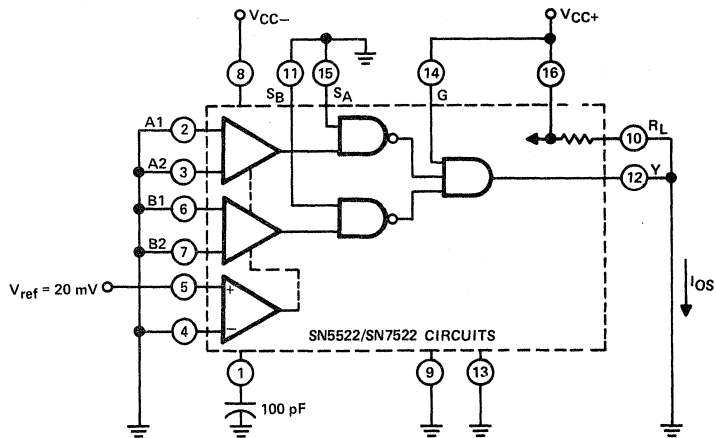 VCC–
VCC+
8
11
15
14
16
SB
SA
G
A1
2
RL
10
A2
3
12
Y
B1
6
B2
7
Vref = 20 mV
5
+
IOS
4
–
SN5522/SN7522 CIRCUITS
1
9
13
100 pF